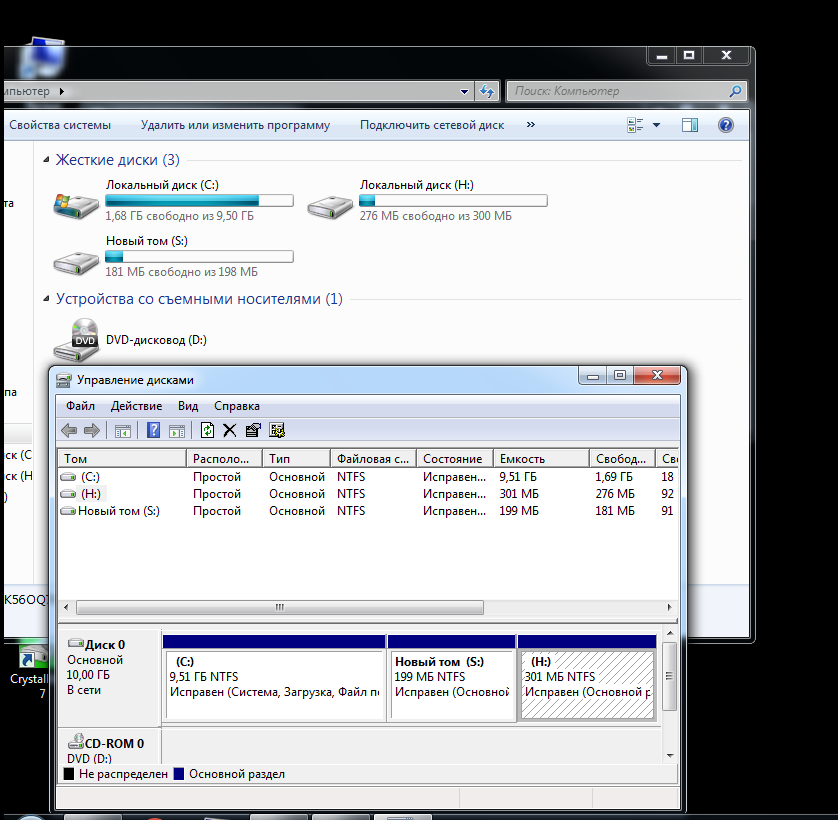 мпьютер
Поиск: Компьютер
Свойства системы Удалить или изменить программу Подключить сетевой диск »
Жесткие диски (3)
Локальный диск (C:)
1,68 ГБ свободно из 9,50 ГБ
Локальный диск (H:)
276 МБ свободно из 300 МБ
Новый том (S:)
181 МБ свободно из 198 МБ
Устройства со съемными носителями (1)
DVD
DVD-дисковод (D:)
та
па
ск (C
ск (H
)
K56OQ
Crystal
7
Управление дисками
Файл Действие Вид Справка
Том Располо... Тип Файловая с... Состояние Емкость Свобод... Св
(C:) Простой Основной NTFS Исправен... 9,51 ГБ 1,69 ГБ 18
(H:) Простой Основной NTFS Исправен... 301 МБ 276 МБ 92
Новый том (S:) Простой Основной NTFS Исправен... 199 МБ 181 МБ 91
Диск 0
Основной
10,00 ГБ
В сети
(C:)
9,51 ГБ NTFS
Исправен (Система, Загрузка, Файл по
Новый том (S:)
199 МБ NTFS
Исправен (Основной
(H:)
301 МБ NTFS
Исправен (Основной р
CD-ROM 0
DVD (D:)
Не распределен Основной раздел